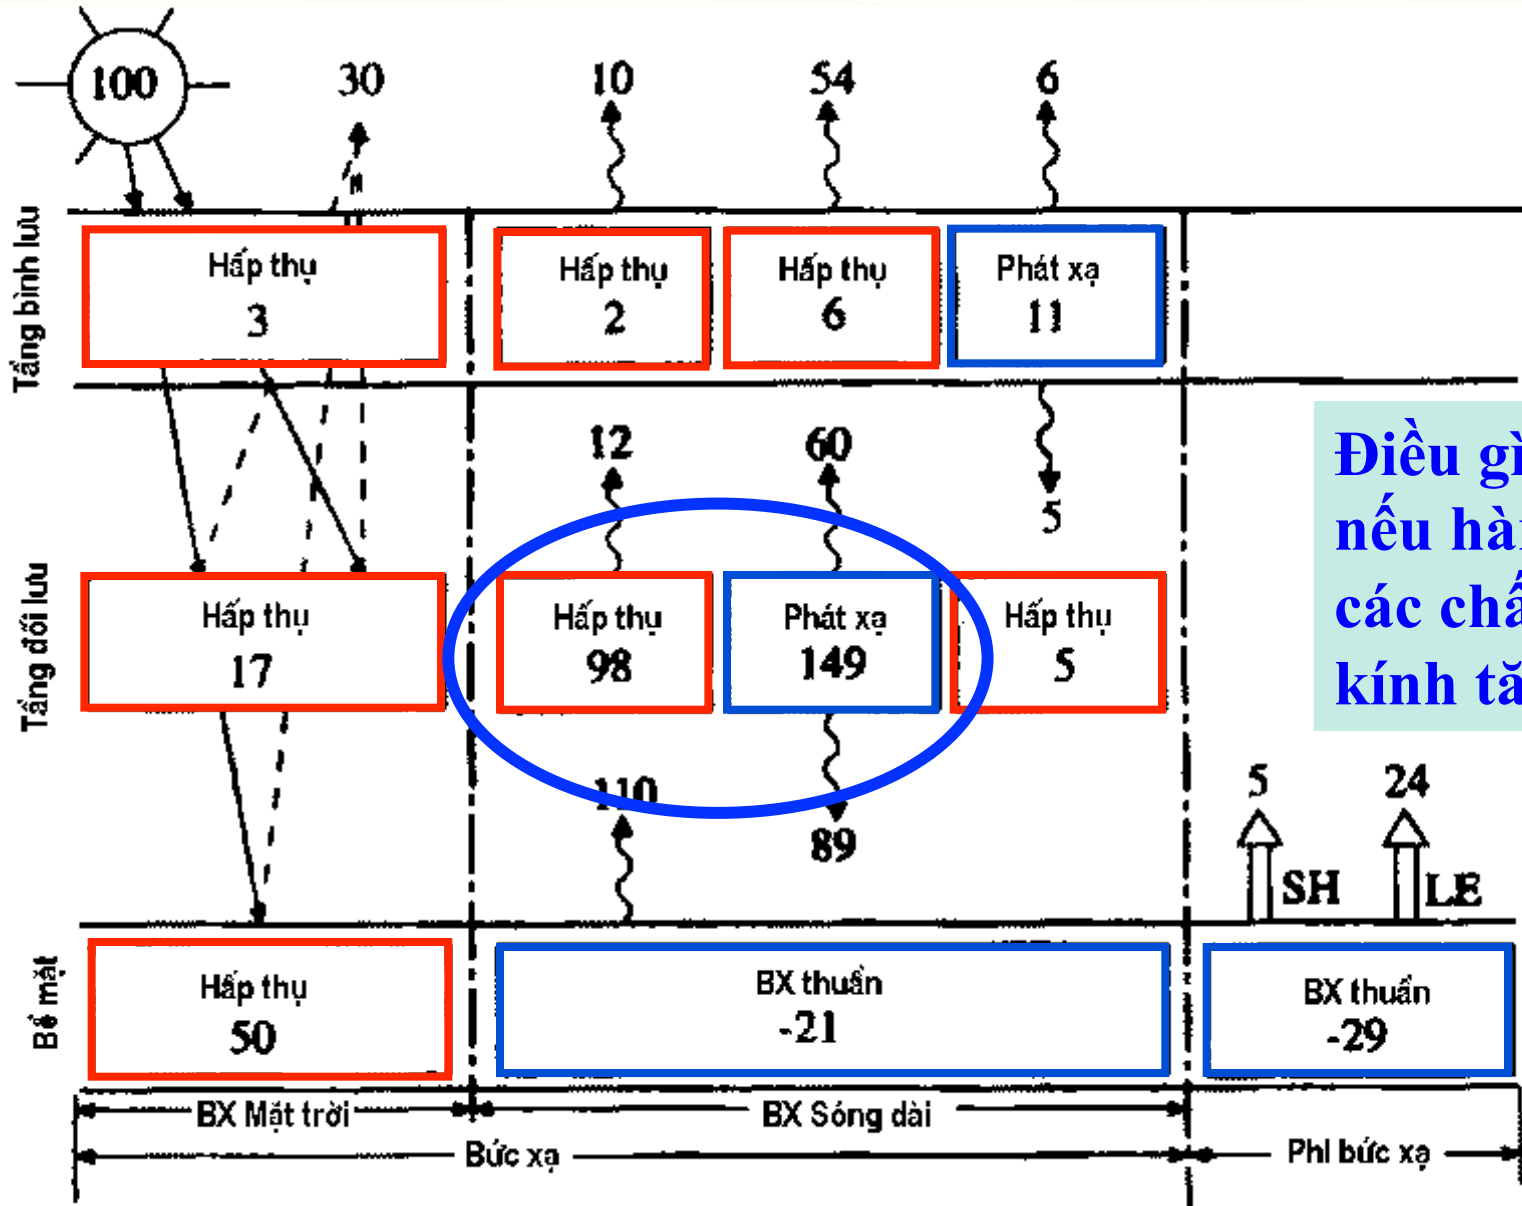 100
30
10
54
6
Tầng bình lưu
Hấp thụ
3
Hấp thụ
2
Hấp thụ
6
Phát xạ
11
12
60
5
Điều gì
nếu
các
kính
Tầng đối lưu
Hấp thụ
17
Hấp thụ
98
Phát xạ
149
Hấp thụ
5
110
89
5
24
SH
LE
Bề mặt
Hấp thụ
50
BX thuần
-21
BX thuần
-29
BX Mặt trời
BX Sóng dài
Bức xạ
Phi bức xạ